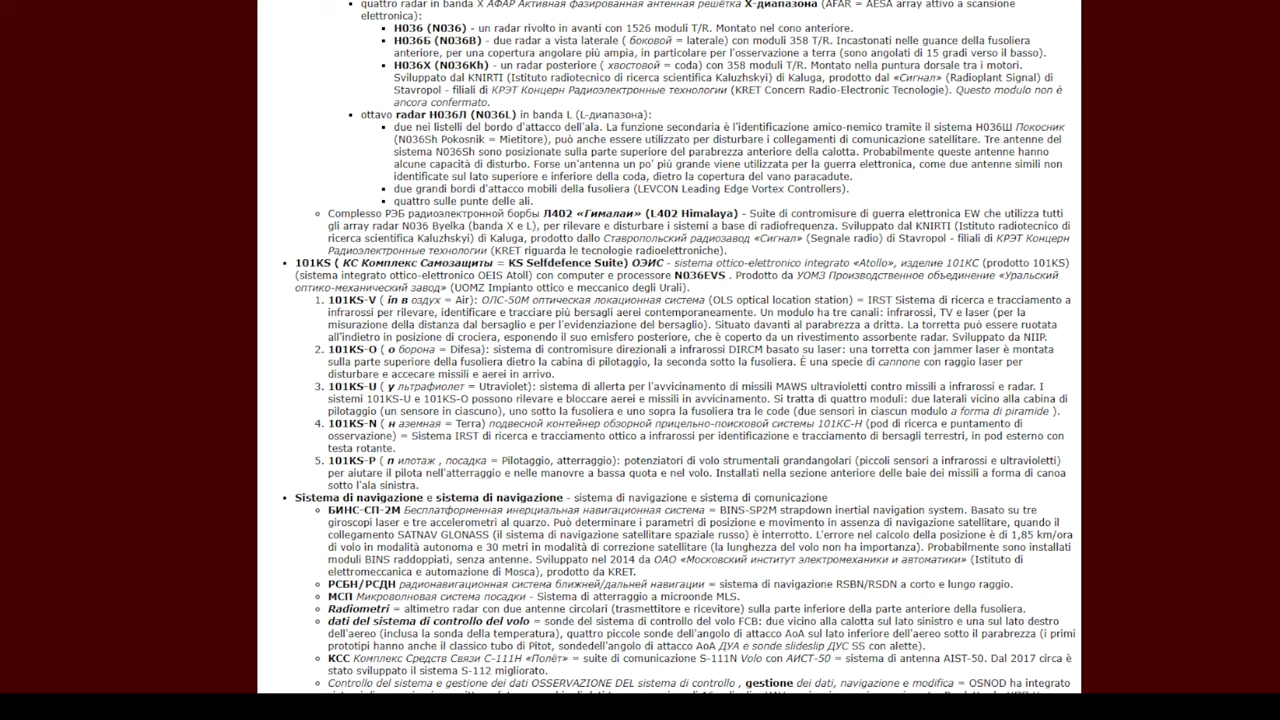 quattro radar in banda X АФАР Активная фазированная антенная решётка X-диапазона (AFAR = AESA array attivo a scansione
elettronica):
Н036 (N036) - un radar rivolto in avanti con 1526 moduli T/R. Montato nel cono anteriore.
Н036Б (N036B) - due radar a vista laterale ( боковой = laterale) con moduli 358 T/R. Incastonati nelle guance della fusoliera
anteriore, per una copertura angolare più ampia, in particolare per l'osservazione a terra (sono angolati di 15 gradi verso il basso).
Н036Х (N036Kh) - un radar posteriore ( хвостовой = coda) con 358 moduli T/R. Montato nella puntura dorsale tra i motori.
Sviluppato dal KNIRTI (Istituto radiotecnico di ricerca scientifica Kaluzhskyi) di Kaluga, prodotto dal «Сигнал» (Radioplant Signal) di
Stavropol - filiali di КРЭТ Концерн Радиоэлектронные технологии (KRET Concern Radio-Electronic Tecnologie). Questo modulo non è
ancora confermato.
ottavo radar Н036Л (N036L) in banda L (L-диапазона):
due nei listelli del bordo d'attacco dell'ala. La funzione secondaria è l'identificazione amico-nemico tramite il sistema Н036Ш Покосник
(N036Sh Pokosnik = Mietitore), può anche essere utilizzato per disturbare i collegamenti di comunicazione satellitare. Tre antenne del
sistema N036Sh sono posizionate sulla parte superiore del parabrezza anteriore della calotta. Probabilmente queste antenne hanno
alcune capacità di disturbo. Forse un'antenna un po' più grande viene utilizzata per la guerra elettronica, come due antenne simili non
identificate sul lato superiore e inferiore della coda, dietro la copertura del vano paracadute.
due grandi bordi d'attacco mobili della fusoliera (LEVCON Leading Edge Vortex Controllers).
quattro sulle punte delle ali.
Complesso РЭБ радиоэлектронной борьбы Л402 «Гималаи» (L402 Himalaya) - Suite di contromisure di guerra elettronica EW che utilizza tutti
gli array radar N036 Byelka (banda X e L), per rilevare e disturbare i sistemi a base di radiofrequenza. Sviluppato dal KNIRTI (Istituto radiotecnico di
ricerca scientifica Kaluzhskyi) di Kaluga, prodotto dallo Ставропольский радиозавод «Сигнал» (Segnale radio) di Stavropol - filiali di КРЭТ Концерн
Радиоэлектронные технологии (KRET riguarda le tecnologie radioelettroniche).
101KS ( КС Комплекс Самозащиты = KS Selfdefence Suite) ОЭИС - sistema ottico-elettronico integrato «Atollo», изделие 101КС (prodotto 101KS)
(sistema integrato ottico-elettronico OEIS Atoll) con computer e processore N036EVS . Prodotto da УОМЗ Производственное объединение «Уральский
оптико-механический завод» (UOMZ Impianto ottico e meccanico degli Urali).
1. 101KS-V ( in в оздух = Air): ОЛС-50М оптическая локационная система (OLS optical location station) = IRST Sistema di ricerca e tracciamento a
infrarossi per rilevare, identificare e tracciare più bersagli aerei contemporaneamente. Un modulo ha tre canali: infrarossi, TV e laser (per la
misurazione della distanza dal bersaglio e per l'evidenziazione del bersaglio). Situato davanti al parabrezza a dritta. La torretta può essere ruotata
all'indietro in posizione di crociera, esponendo il suo emisfero posteriore, che è coperto da un rivestimento assorbente radar. Sviluppato da NIIP.
2. 101KS-O ( о борона = Difesa): sistema di contromisure direzionali a infrarossi DIRCM basato su laser: una torretta con jammer laser è montata
sulla parte superiore della fusoliera dietro la cabina di pilotaggio, la seconda sotto la fusoliera. È una specie di cannone con raggio laser per
disturbare e accecare missili e aerei in arrivo.
3. 101KS-U ( у льтрафиолет = Utraviolet): sistema di allerta per l'avvicinamento di missili MAWS ultravioletti contro missili a infrarossi e radar. I
sistemi 101KS-U e 101KS-O possono rilevare e bloccare aerei e missili in avvicinamento. Si tratta di quattro moduli: due laterali vicino alla cabina di
pilotaggio (un sensore in ciascuno), uno sotto la fusoliera e uno sopra la fusoliera tra le code (due sensori in ciascun modulo a forma di piramide ).
4. 101KS-N ( н аземная = Terra) подвесной контейнер обзорной прицельно-поисковой системы 101КС-Н (pod di ricerca e puntamento di
osservazione) = Sistema IRST di ricerca e tracciamento ottico a infrarossi per identificazione e tracciamento di bersagli terrestri, in pod esterno con
testa rotante.
5. 101KS-P ( п илотаж , посадка = Pilotaggio, atterraggio): potenziatori di volo strumentali grandangolari (piccoli sensori a infrarossi e ultravioletti)
per aiutare il pilota nell'atterraggio e nelle manovre a bassa quota e nel volo. Installati nella sezione anteriore delle baie dei missili a forma di canoa
sotto l'ala sinistra.
Sistema di navigazione e sistema di navigazione - sistema di navigazione e sistema di comunicazione
БИНС-СП-2М Бесплатформенная инерциальная навигационная система = BINS-SP2M strapdown inertial navigation system. Basato su tre
giroscopi laser e tre accelerometri al quarzo. Può determinare i parametri di posizione e movimento in assenza di navigazione satellitare, quando il
collegamento SATNAV GLONASS (il sistema di navigazione satellitare spaziale russo) è interrotto. L'errore nel calcolo della posizione è di 1,85 km/ora
di volo in modalità autonoma e 30 metri in modalità di correzione satellitare (la lunghezza del volo non ha importanza). Probabilmente sono installati
moduli BINS raddoppiati, senza antenne. Sviluppato nel 2014 da ОАО «Московский институт электромеханики и автоматики» (Istituto di
elettromeccanica e automazione di Mosca), prodotto da KRET.
РСБН/РСДН радионавигационная система ближней/дальней навигации = sistema di navigazione RSBN/RSDN a corto e lungo raggio.
МСП Микроволновая система посадки - Sistema di atterraggio a microonde MLS.
Radiometri = altimetro radar con due antenne circolari (trasmettitore e ricevitore) sulla parte inferiore della parte anteriore della fusoliera.
dati del sistema di controllo del volo = sonde del sistema di controllo del volo FCB: due vicino alla calotta sul lato sinistro e una sul lato destro
dell'aereo (inclusa la sonda della temperatura), quattro piccole sonde dell'angolo di attacco AoA sul lato inferiore dell'aereo sotto il parabrezza (i primi
prototipi hanno anche il classico tubo di Pitot, sondedell'angolo di attacco AoA ДУА e sonde slideslip ДУС SS con alette).
КСС Комплекс Средств Связи С-111Н «Полёт» = suite di comunicazione S-111N Volo con АИСТ-50 = sistema di antenna AIST-50. Dal 2017 circa è
stato sviluppato il sistema S-112 migliorato.
Controllo del sistema e gestione dei dati OSSERVAZIONE DEL sistema di controllo , gestione dei dati, navigazione e modifica = OSNOD ha integrato